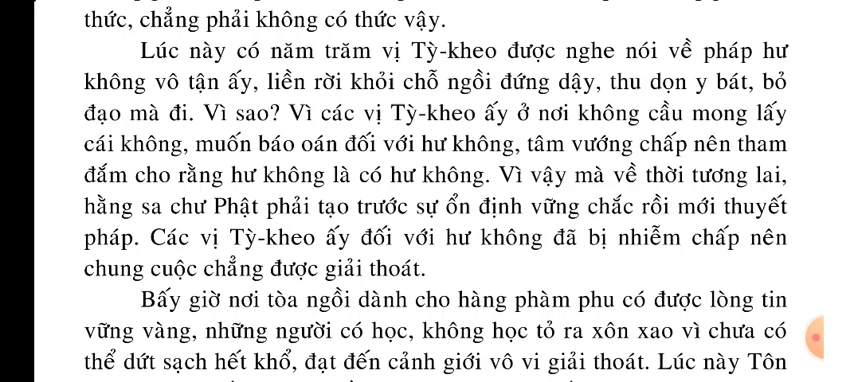 thức, chẳng phải không có thức vậy.
Lúc này có năm trăm vị Tỳ-kheo được nghe nói về pháp hư
không vô tận ấy, liền rời khỏi chỗ ngồi đứng dậy, thu dọn y bát, bỏ
đạo mà đi. Vì sao? Vì các vị Tỳ-kheo ấy ở nơi không cầu mong lấy
cái không, muốn báo oán đối với hư không, tâm vướng chấp nên tham
đắm cho rằng hư không là có hư không. Vì vậy mà về thời tương lai,
hằng sa chư Phật phải tạo trước sự ổn định vững chắc rồi mới thuyết
pháp. Các vị Tỳ-kheo ấy đối với hư không đã bị nhiễm chấp nên
chung cuộc chẳng được giải thoát.
Bấy giờ nơi tòa ngồi dành cho hàng phàm phu có được lòng tin
vững vàng, những người có học, không học tỏ ra xôn xao vì chưa có
thể dứt sạch hết khổ, đạt đến cảnh giới vô vi giải thoát. Lúc này Tôn